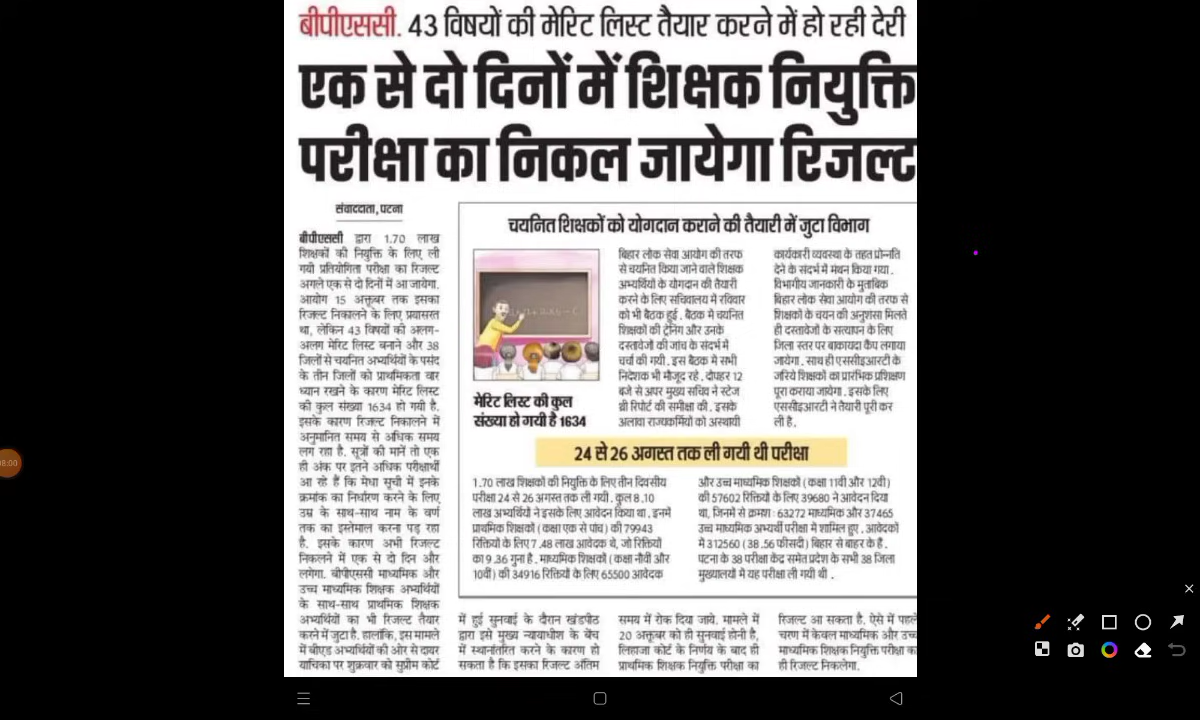 बीपीएससी. 43 विषयों की मेरिट लिस्ट तैयार करने में हो रही देरी
एक से दो दिनों में शिक्षक नियुक्ति
परीक्षा का निकल जायेगा रिजल्ट
संवाददाता, पटना
बीपीएससी द्वारा 1.70 लाख
शिक्षकों की नियुक्ति के लिए ली
गयी प्रतियोगिता परीक्षा का रिजल्ट
अगले एक से दो दिनों में आ जायेगा.
आयोग 15 अक्तूबर तक इसका
रिजल्ट निकालने के लिए प्रयासरत
था, लेकिन 43 विषयों की अलग-
अलग मेरिट लिस्ट बनाने और 38
जिलों से चयनित अभ्यर्थियों के पसंद
के तीन जिलों को प्राथमिकता वार
ध्यान रखने के कारण मेरिट लिस्ट
की कुल संख्या 1634 हो गयी है.
इसके कारण रिजल्ट निकालने में
अनुमानित समय से अधिक समय
लग रहा है. सूत्रों की मानें तो एक
ही अंक पर इतने अधिक परीक्षार्थी
आ रहे हैं कि मेधा सूची में इनके
क्रमांक का निर्धारण करने के लिए
उम्र के साथ-साथ नाम के वर्ण
तक का इस्तेमाल करना पड़ रहा
है. इसके कारण अभी रिजल्ट
निकलने में एक से दो दिन और
लगेगा. बीपीएससी माध्यमिक और
उच्च माध्यमिक शिक्षक अभ्यर्थियों
के साथ-साथ प्राथमिक शिक्षक
अभ्यर्थियों का भी रिजल्ट तैयार
करने में जुटा है. हालांकि, इस मामले
में बीएड अभ्यर्थियों की ओर से दायर
याचिका पर शुक्रवार को सुप्रीम कोर्ट
चयनित शिक्षकों को योगदान कराने की तैयारी में जुटा विभाग
मेरिट लिस्ट की कुल
संख्या हो गयी है 1634
बिहार लोक सेवा आयोग की तरफ
से चयनित किया जाने वाले शिक्षक
अभ्यर्थियों के योगदान की तैयारी
करने के लिए सचिवालय में रविवार
को भी बैठक हुई. बैठक में चयनित
शिक्षकों की ट्रेनिंग और उनके
दस्तावेजों की जांच के संदर्भ में
चर्चा की गयी. इस बैठक में सभी
निदेशक भी मौजूद रहे. दोपहर 12
बजे से अपर मुख्य सचिव ने स्टेज
थ्री रिपोर्ट की समीक्षा की. इसके
अलावा राज्यकर्मियों को अस्थायी
कार्यकारी व्यवस्था के तहत प्रोन्नति
देने के संदर्भ में मंथन किया गया.
विभागीय जानकारी के मुताबिक
बिहार लोक सेवा आयोग की तरफ से
शिक्षकों के चयन की अनुशंसा मिलते
ही दस्तावेजों के सत्यापन के लिए
जिला स्तर पर बाकायदा कैंप लगाया
जायेगा. साथ ही एससीइआरटी के
जरिये शिक्षकों का प्रारंभिक प्रशिक्षण
पूरा कराया जायेगा. इसके लिए
एससीइआरटी ने तैयारी पूरी कर
ली है.
24 से 26 अगस्त तक ली गयी थी परीक्षा
1.70 लाख शिक्षकों की नियुक्ति के लिए तीन दिवसीय
परीक्षा 24 से 26 अगस्त तक ली गयी. कुल 8.10
लाख अभ्यर्थियों ने इसके लिए आवेदन किया था. इनमें
प्राथमिक शिक्षकों (कक्षा एक से पांच) की 79943
रिक्तियों के लिए 7.48 लाख आवेदक थे, जो रिक्तियों
का 9.36 गुना है. माध्यमिक शिक्षकों (कक्षा नौवीं और
10वीं) की 34916 रिक्तियों के लिए 65500 आवेदक
और उच्च माध्यमिक शिक्षकों (कक्षा 11वीं और 12वीं)
की 57602 रिक्तियों के लिए 39680 ने आवेदन दिया
था, जिनमें से क्रमश: 63272 माध्यमिक और 37465
उच्च माध्यमिक अभ्यर्थी परीक्षा में शामिल हुए. आवेदकों
में 312560 (38.56 फीसदी) बिहार से बाहर के हैं.
पटना के 38 परीक्षा केंद्र समेत प्रदेश के सभी 38 जिला
मुख्यालयों में यह परीक्षा ली गयी थी.
में हुई सुनवाई के दौरान खंडपीठ
द्वारा इसे मुख्य न्यायाधीश के बेंच
में स्थानांतरित करने के कारण हो
सकता है कि इसका रिजल्ट अंतिम
समय में रोक दिया जाये. मामले में
20 अक्तूबर को ही सुनवाई होनी है,
लिहाजा कोर्ट के निर्णय के बाद ही
प्राथमिक शिक्षक नियुक्ति परीक्षा का
रिजल्ट आ सकता है. ऐसे में पहले
चरण में केवल माध्यमिक और उच्च
माध्यमिक शिक्षक नियुक्ति परीक्षा का
ही रिजल्ट निकलेगा.